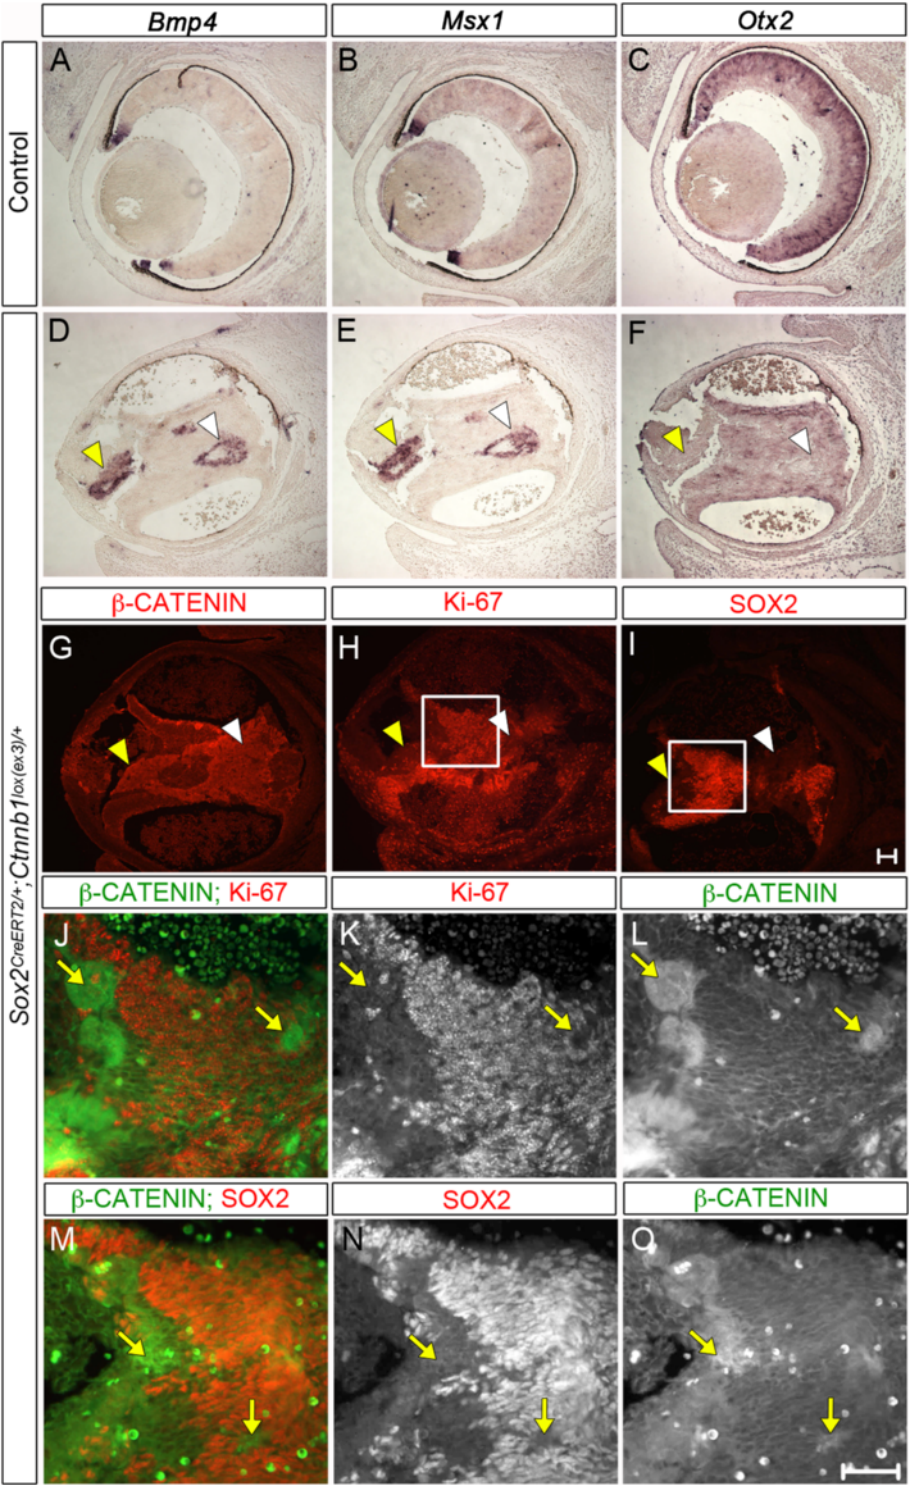 Bmp4
Msx1
Otx2
Control
A
B
C
D
E
F
Sox2CreERT2/+;Ctnnb1lox(ex3)/+
β-CATENIN
Ki-67
SOX2
G
H
I
β-CATENIN; Ki-67
Ki-67
β-CATENIN
J
K
L
β-CATENIN; SOX2
SOX2
β-CATENIN
M
N
O